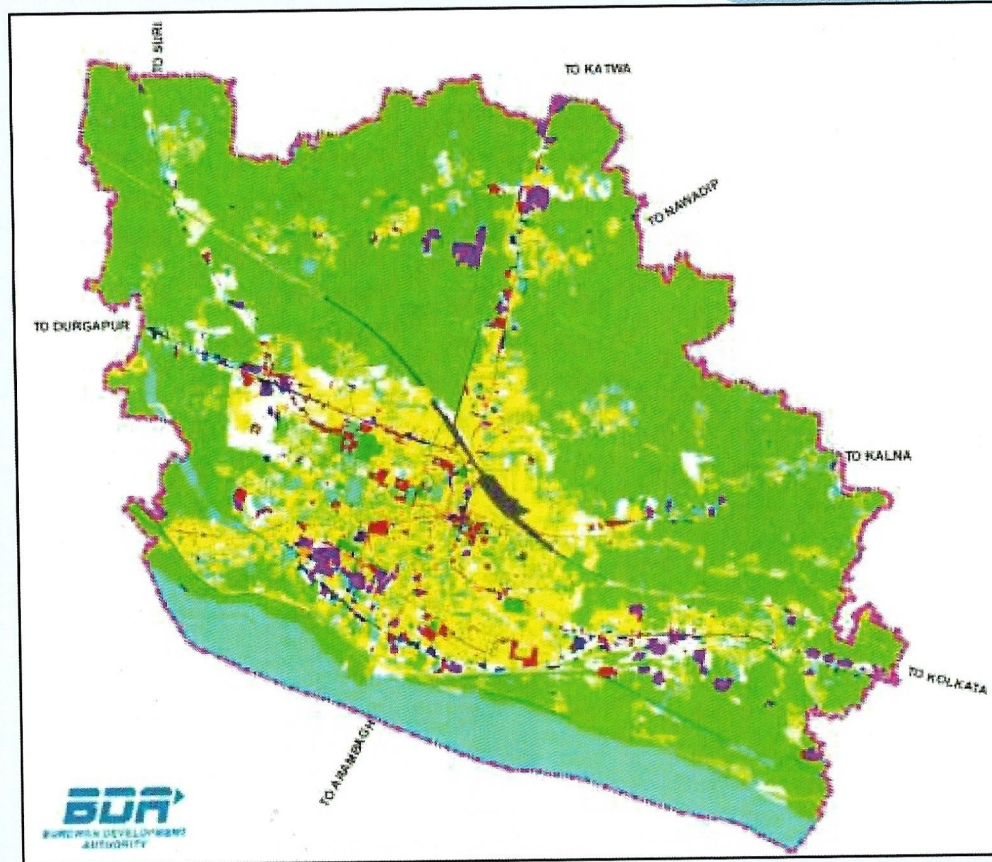 TO SURI
TO KATWA
TO NAWADIP
TO DURGAPUR
TO KALNA
TO KOLKATA
TO ARAMBAGH
BDA
BURDWAN DEVELOPMENT
AUTHORITY